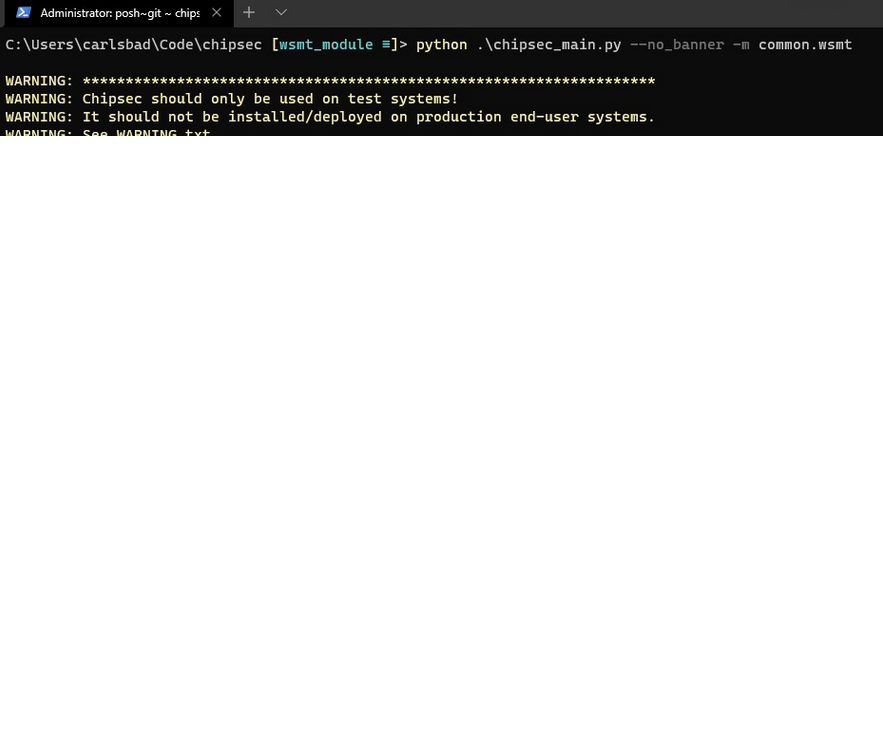 Administrator: posh~git ~ chips
C:\Users\carlsbad\Code\chipsec [wsmt_module ≡]> python .\chipsec_main.py --no_banner -m common.wsmt
WARNING: *******************************************************************
WARNING: Chipsec should only be used on test systems!
WARNING: It should not be installed/deployed on production end-user systems.
WARNING: See WARNING.txt